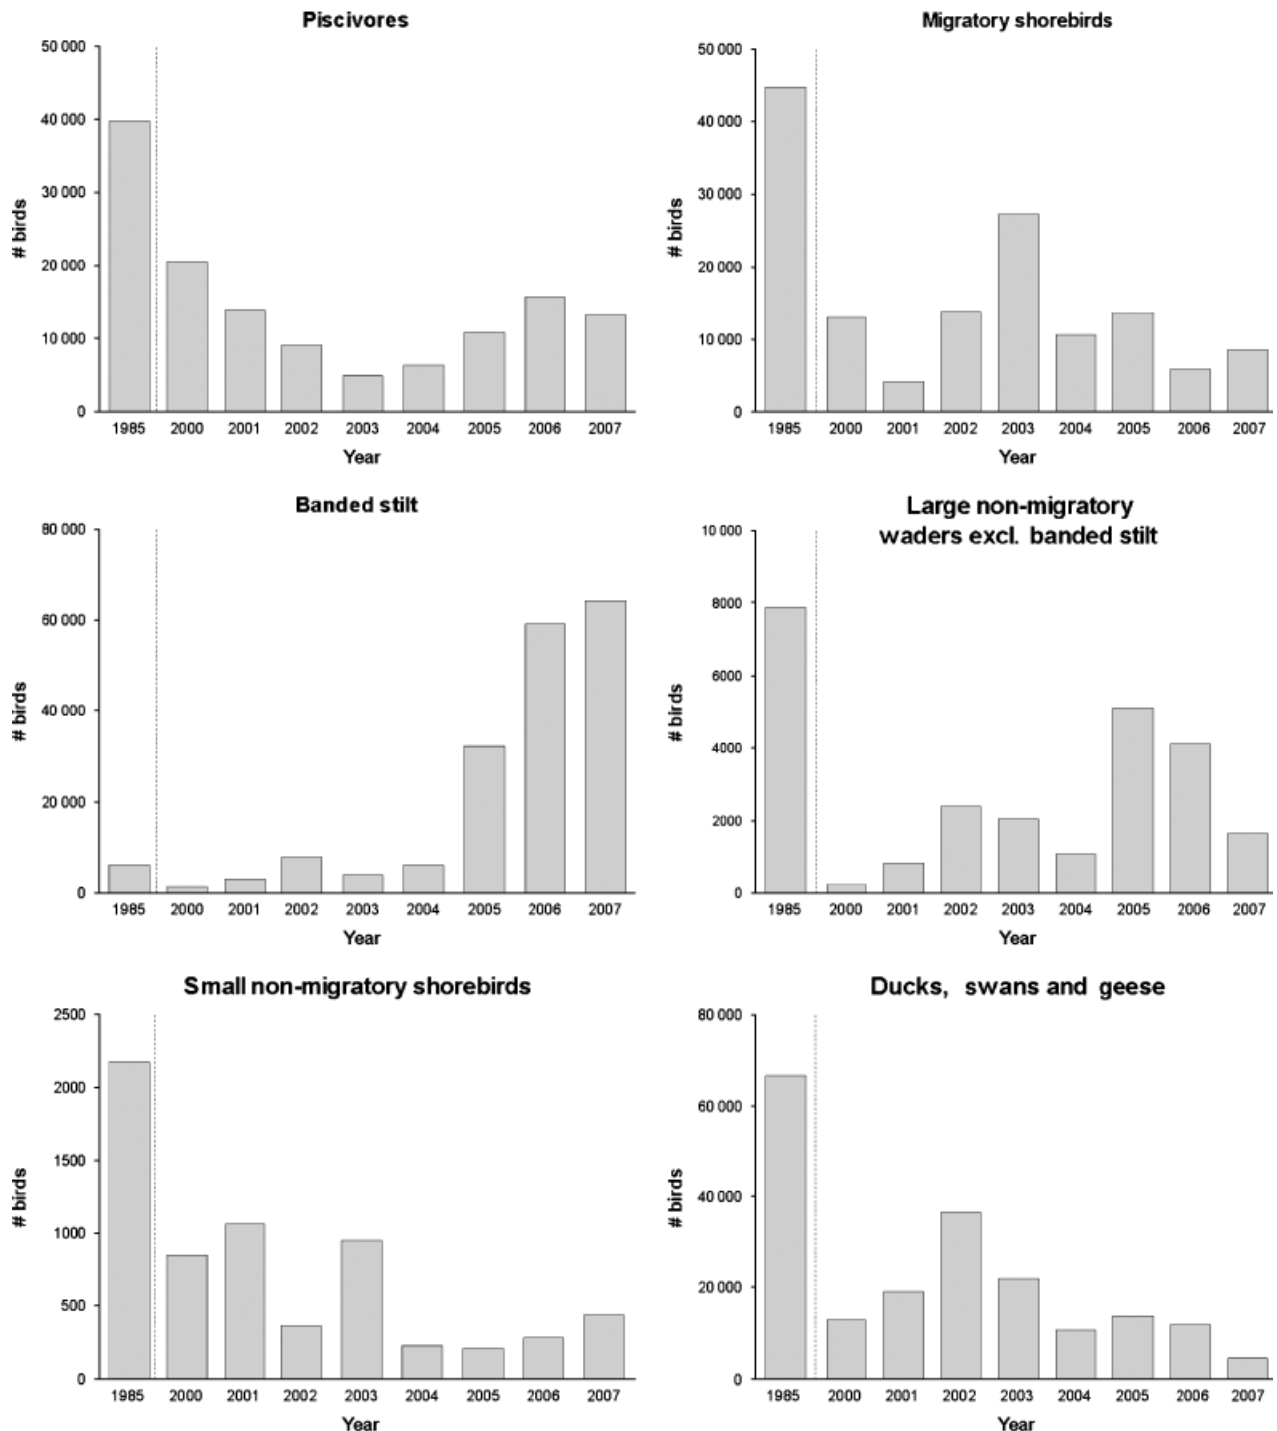 Piscivores
50 000
40 000
30 000
20 000
10 000
0
# birds
1985 2000 2001 2002 2003 2004 2005 2006 2007
Year
Migratory shorebirds
50 000
40 000
30 000
20 000
10 000
0
# birds
1985 2000 2001 2002 2003 2004 2005 2006 2007
Year
Banded stilt
80 000
60 000
40 000
20 000
0
# birds
1985 2000 2001 2002 2003 2004 2005 2006 2007
Year
Large non-migratory
waders excl. banded stilt
10 000
8000
6000
4000
2000
0
# birds
1985 2000 2001 2002 2003 2004 2005 2006 2007
Year
Small non-migratory shorebirds
2500
2000
1500
1000
500
0
# birds
1985 2000 2001 2002 2003 2004 2005 2006 2007
Year
Ducks, swans and geese
80 000
60 000
40 000
20 000
0
# birds
1985 2000 2001 2002 2003 2004 2005 2006 2007
Year